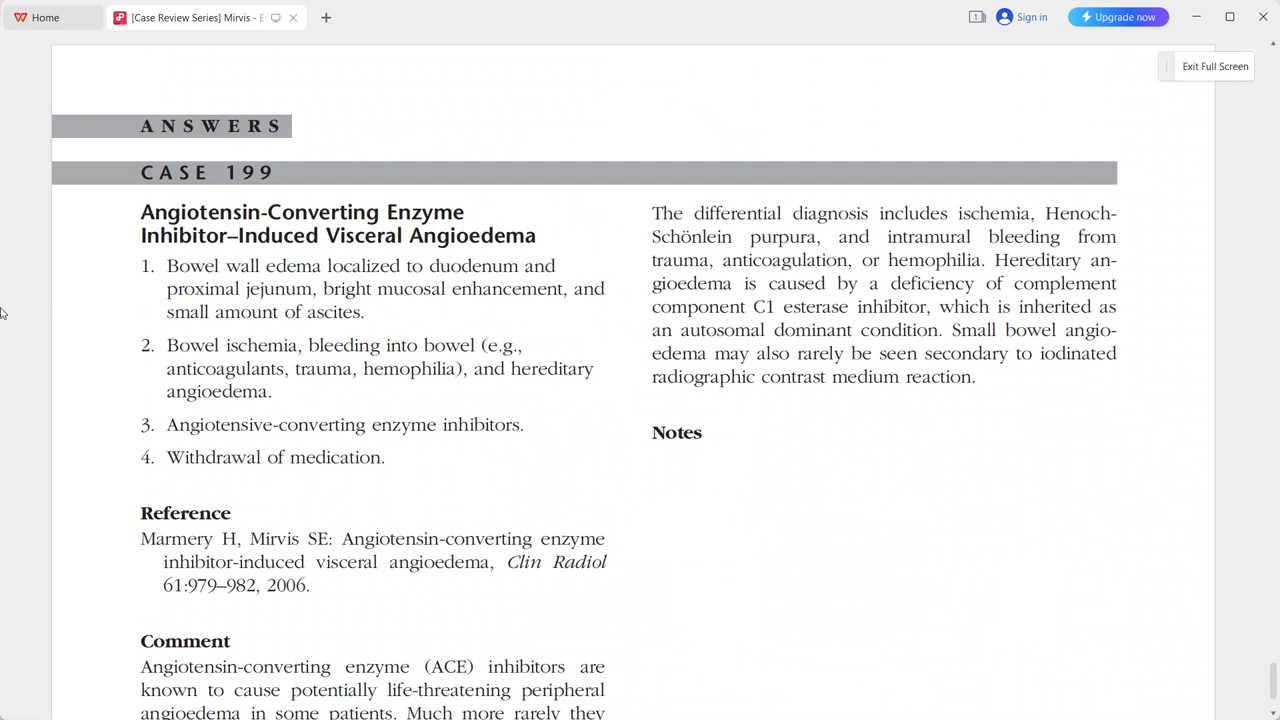 Home
[Case Review Series] Mirvis - E
1
Sign in
Upgrade now
Exit Full Screen
ANSWERS
CASE 199
Angiotensin-Converting Enzyme
Inhibitor–Induced Visceral Angioedema
1. Bowel wall edema localized to duodenum and
proximal jejunum, bright mucosal enhancement, and
small amount of ascites.
2. Bowel ischemia, bleeding into bowel (e.g.,
anticoagulants, trauma, hemophilia), and hereditary
angioedema.
3. Angiotensive-converting enzyme inhibitors.
4. Withdrawal of medication.
Reference
Marmery H, Mirvis SE: Angiotensin-converting enzyme
inhibitor-induced visceral angioedema, Clin Radiol
61:979–982, 2006.
Comment
Angiotensin-converting enzyme (ACE) inhibitors are
known to cause potentially life-threatening peripheral
angioedema in some patients. Much more rarely they
The differential diagnosis includes ischemia, Henoch-
Schönlein purpura, and intramural bleeding from
trauma, anticoagulation, or hemophilia. Hereditary an-
gioedema is caused by a deficiency of complement
component C1 esterase inhibitor, which is inherited as
an autosomal dominant condition. Small bowel angio-
edema may also rarely be seen secondary to iodinated
radiographic contrast medium reaction.
Notes